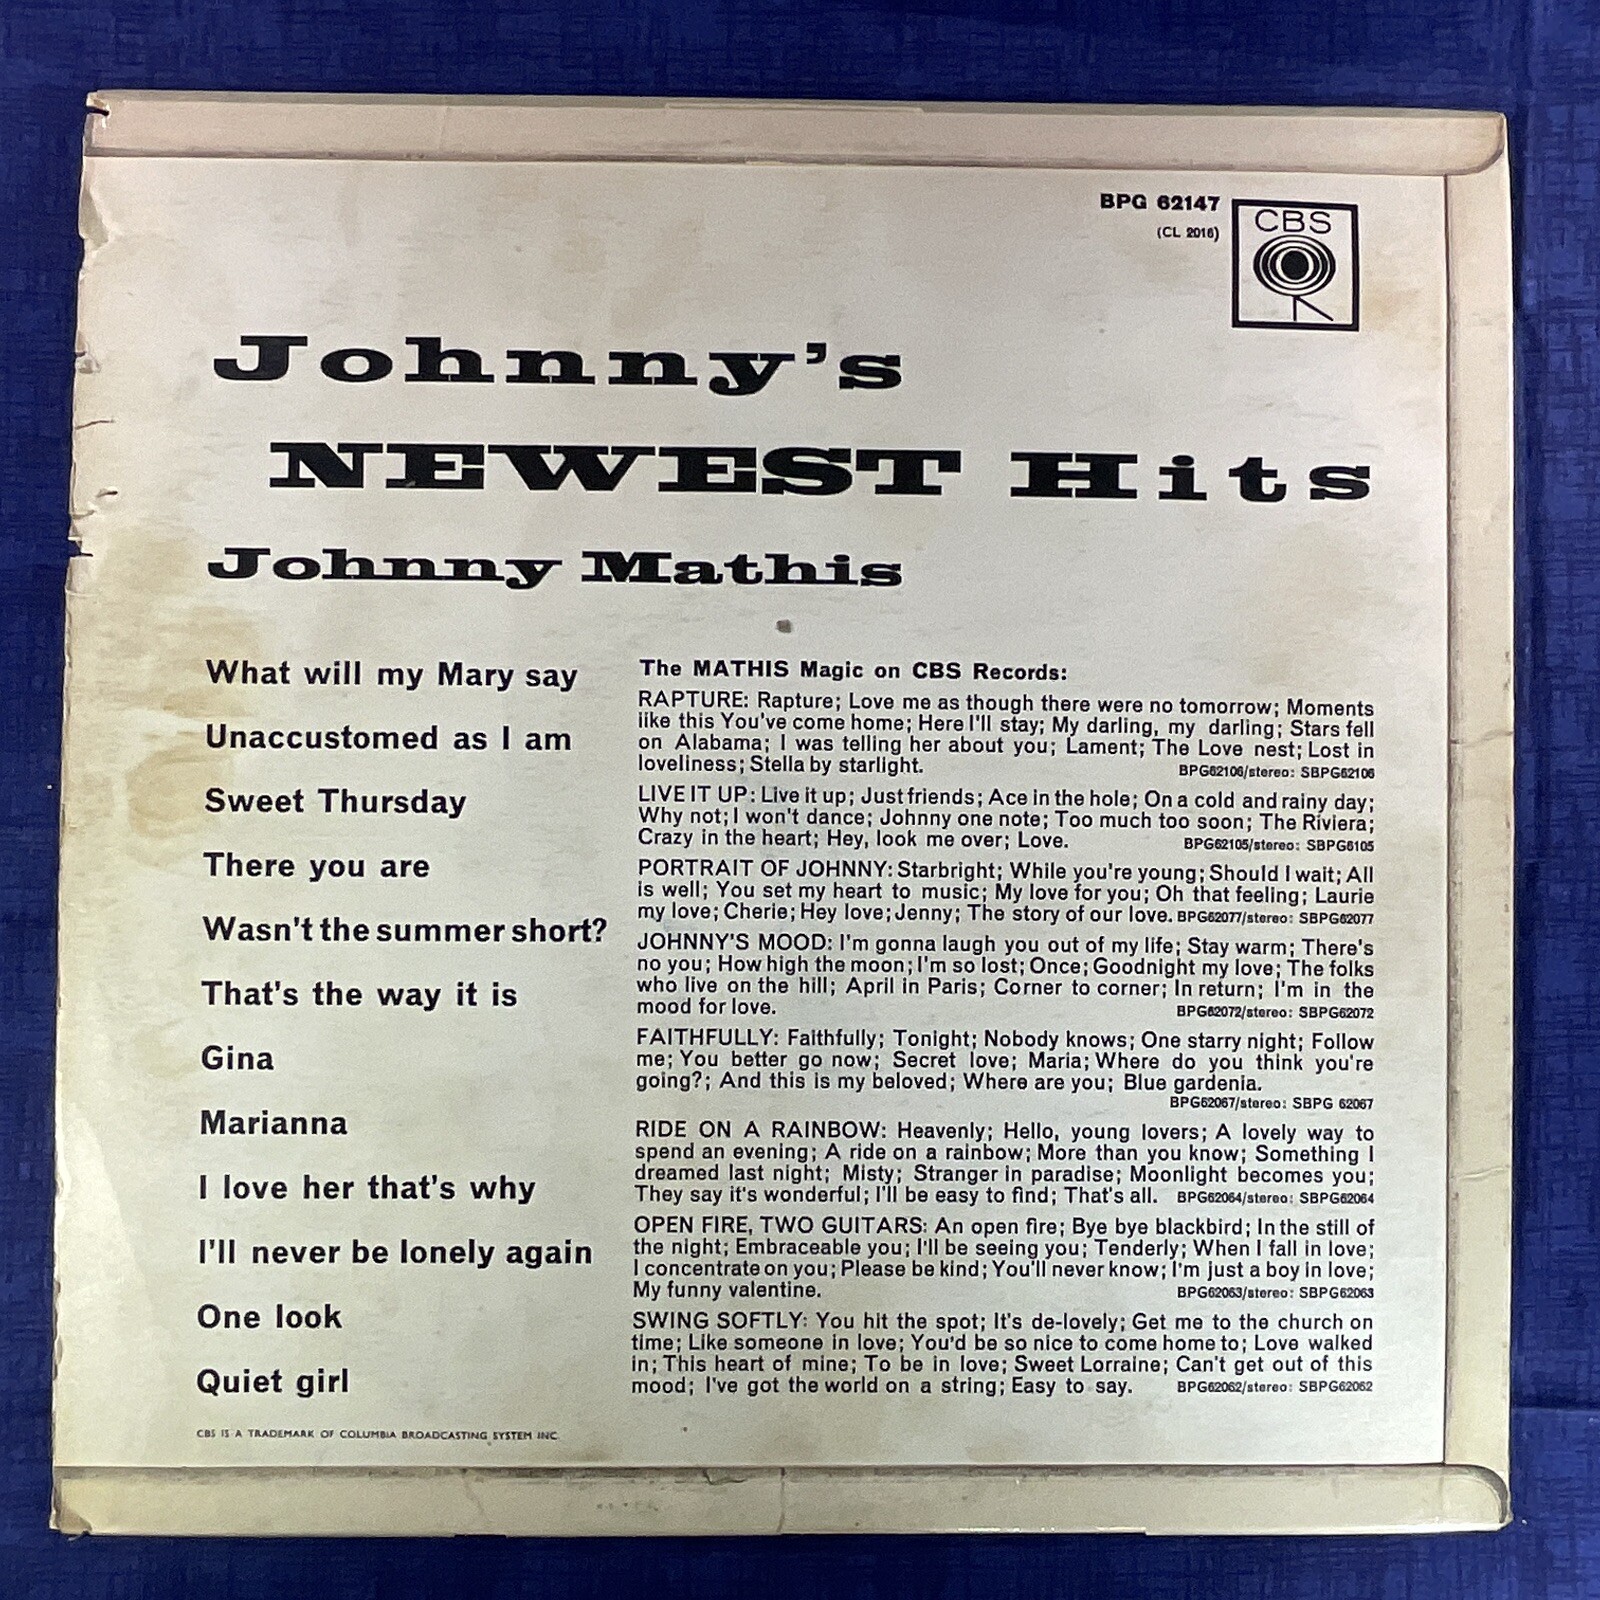 BPG 62147
(CL 2016)
CBS
Johnny's
NEWEST Hits
Johnny Mathis
What will my Mary say
Unaccustomed as I am
Sweet Thursday
There you are
Wasn't the summer short?
That's the way it is
Gina
Marianna
I love her that's why
I'll never be lonely again
One look
Quiet girl
CBS IS A TRADEMARK OF COLUMBIA BROADCASTING SYSTEM INC.
The MATHIS Magic on CBS Records:
RAPTURE: Rapture; Love me as though there were no tomorrow; Moments
like this You've come home; Here I'll stay; My darling, my darling; Stars fell
on Alabama; I was telling her about you; Lament; The Love nest; Lost in
loveliness; Stella by starlight. BPG62106/stereo: SBPG62106
LIVE IT UP: Live it up; Just friends; Ace in the hole; On a cold and rainy day;
Why not; I won't dance; Johnny one note; Too much too soon; The Riviera;
Crazy in the heart; Hey, look me over; Love. BPG62105/stereo: SBPG6105
PORTRAIT OF JOHNNY: Starbright; While you're young; Should I wait; All
is well; You set my heart to music; My love for you; Oh that feeling; Laurie
my love; Cherie; Hey love; Jenny; The story of our love. BPG62077/stereo: SBPG62077
JOHNNY'S MOOD: I'm gonna laugh you out of my life; Stay warm; There's
no you; How high the moon; I'm so lost; Once; Goodnight my love; The folks
who live on the hill; April in Paris; Corner to corner; In return; I'm in the
mood for love. BPG62072/stereo: SBPG62072
FAITHFULLY: Faithfully; Tonight; Nobody knows; One starry night; Follow
me; You better go now; Secret love; Maria; Where do you think you're
going?; And this is my beloved; Where are you; Blue gardenia.
BPG62067/stereo: SBPG 62067
RIDE ON A RAINBOW: Heavenly; Hello, young lovers; A lovely way to
spend an evening; A ride on a rainbow; More than you know; Something I
dreamed last night; Misty; Stranger in paradise; Moonlight becomes you;
They say it's wonderful; I'll be easy to find; That's all. BPG62064/stereo: SBPG62064
OPEN FIRE, TWO GUITARS: An open fire; Bye bye blackbird; In the still of
the night; Embraceable you; I'll be seeing you; Tenderly; When I fall in love;
I concentrate on you; Please be kind; You'll never know; I'm just a boy in love;
My funny valentine. BPG62063/stereo: SBPG62063
SWING SOFTLY: You hit the spot; It's de-lovely; Get me to the church on
time; Like someone in love; You'd be so nice to come home to; Love walked
in; This heart of mine; To be in love; Sweet Lorraine; Can't get out of this
mood; I've got the world on a string; Easy to say. BPG62062/stereo: SBPG62062